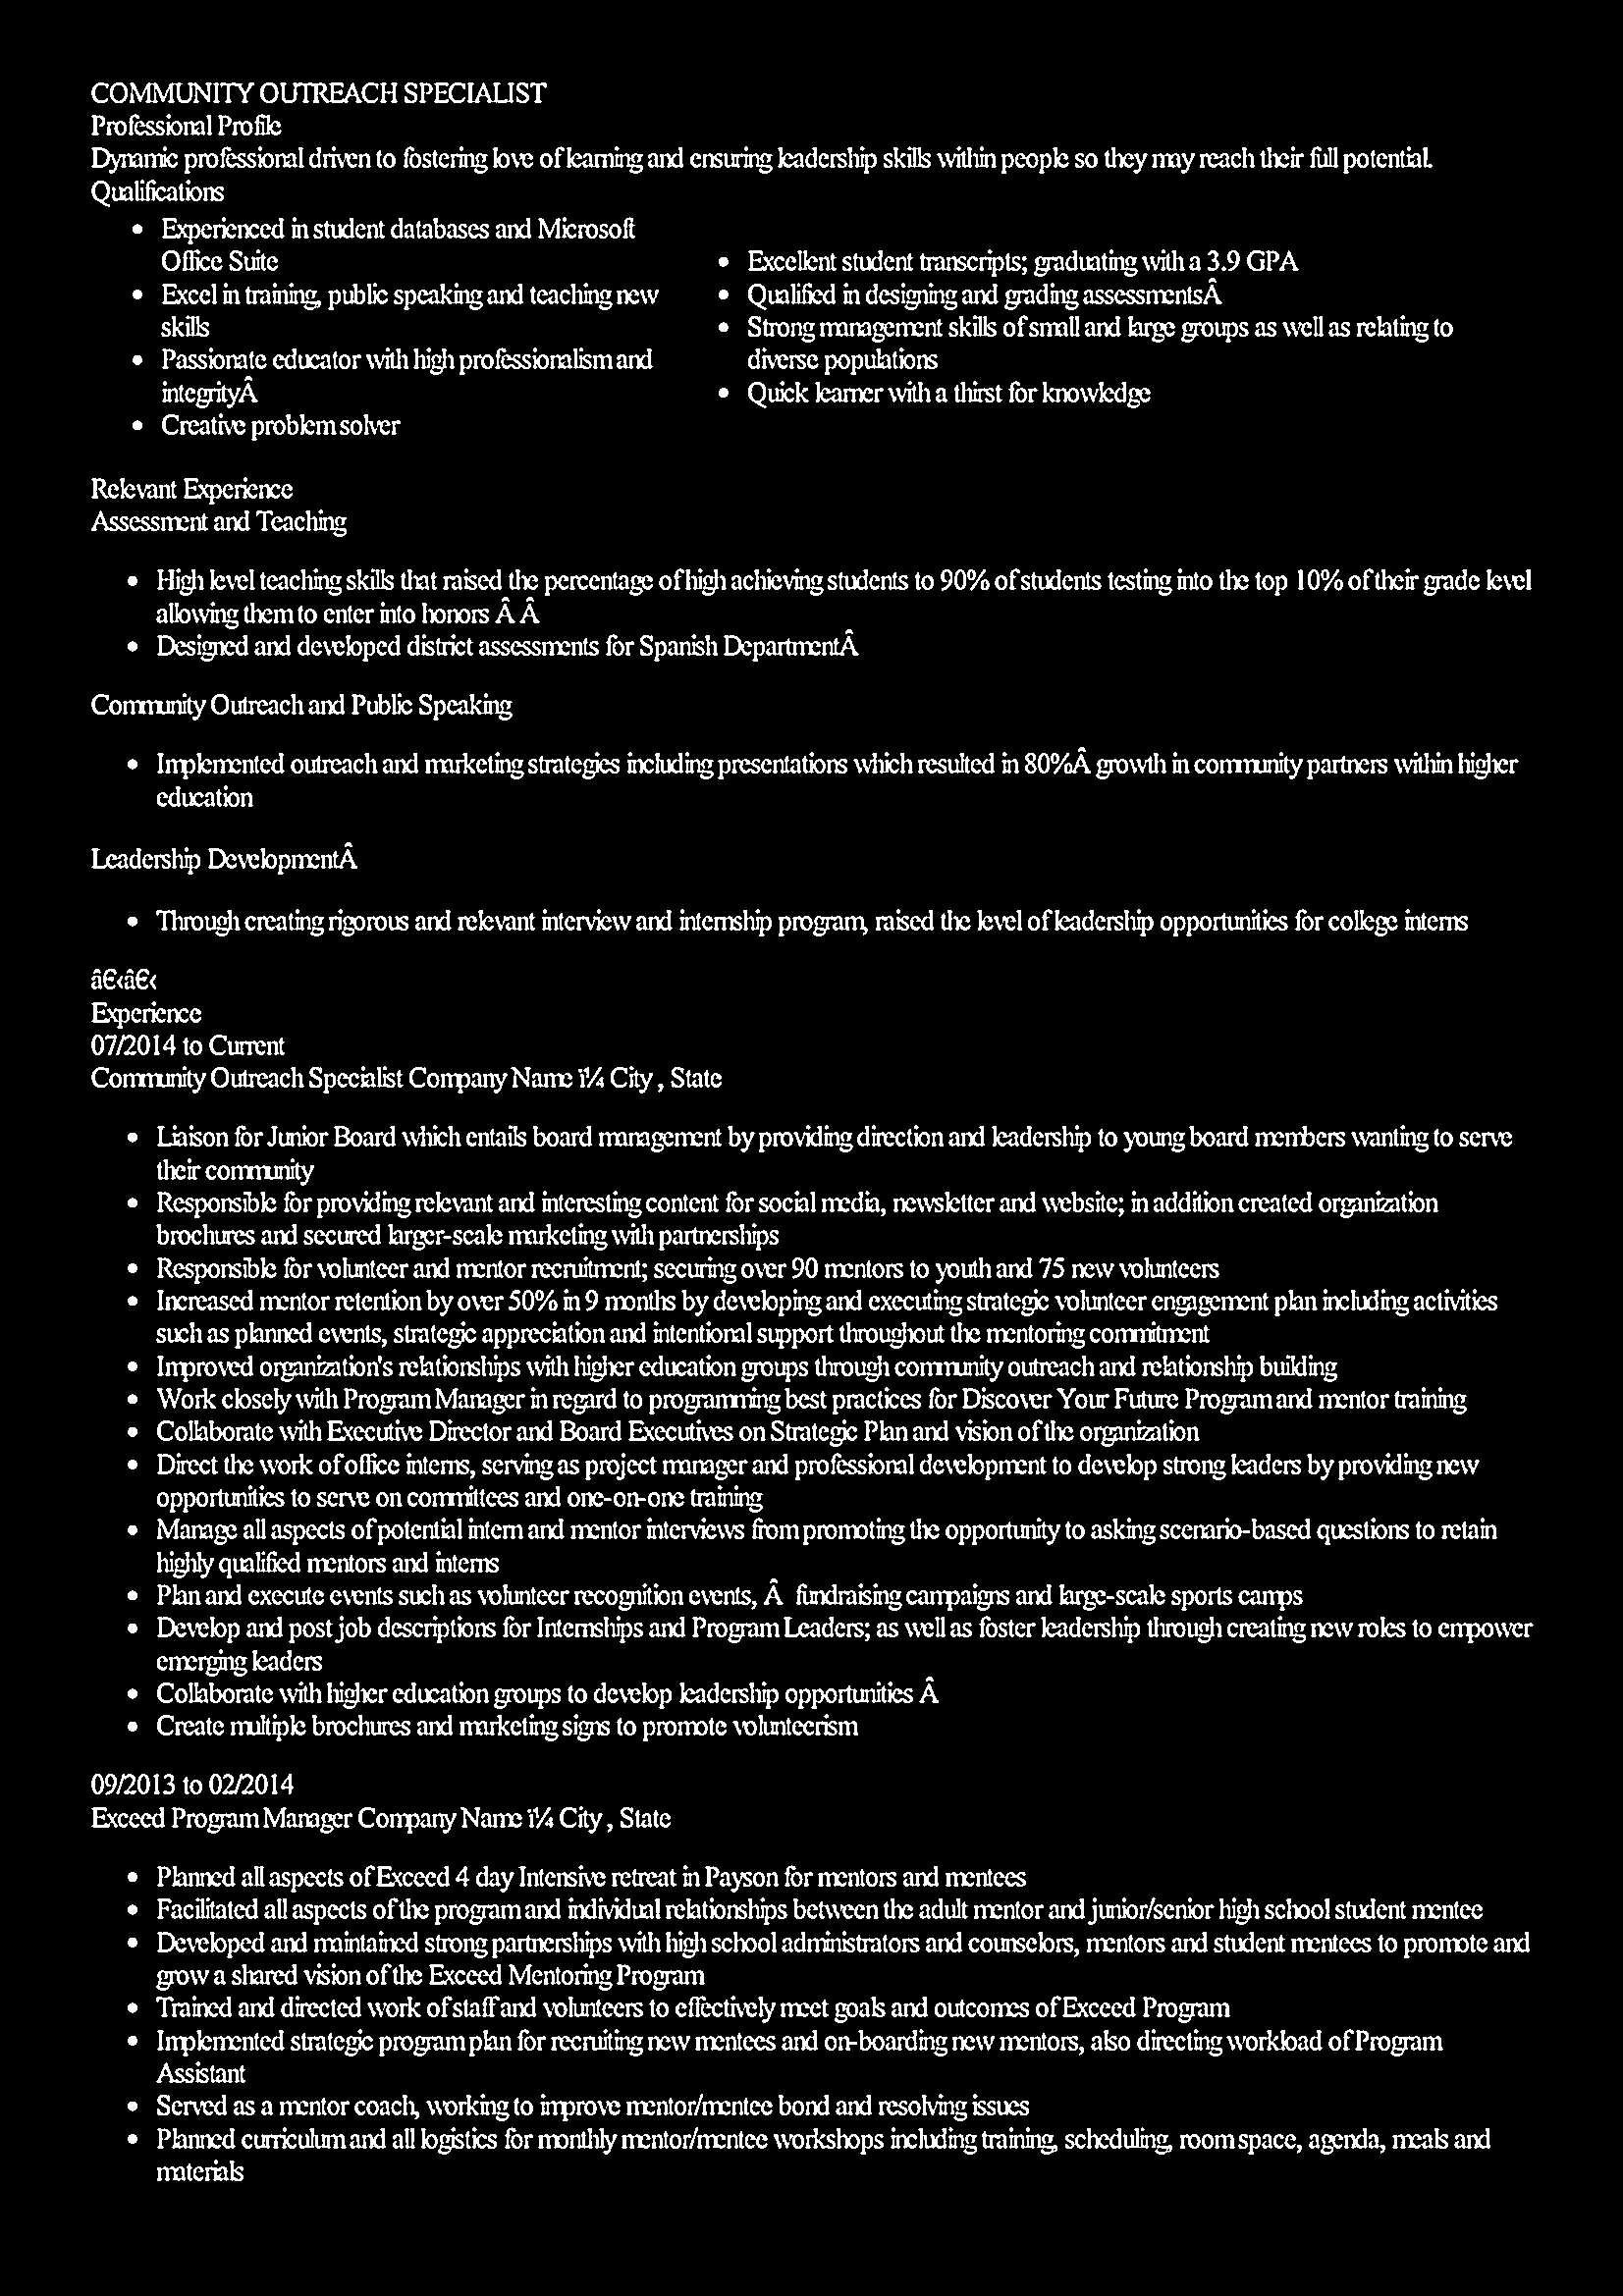 COMMUNITY OUTREACH SPECIALIST
Professional Profile
Dynamic professional driven to fostering love of learning and ensuring leadership skills within people so they may reach their full potential.
Qualifications
• Experienced in student databases and Microsoft
Office Suite
• Excel in training, public speaking and teaching new
skills
• Passionate educator with high professionalism and
integrityÂ
• Creative problem solver
• Excellent student transcripts; graduating with a 3.9 GPA
• Qualified in designing and grading assessmentsÂ
• Strong management skills of small and large groups as well as relating to
diverse populations
• Quick learner with a thirst for knowledge
Relevant Experience
Assessment and Teaching
• High level teaching skills that raised the percentage of high achieving students to 90% of students testing into the top 10% of their grade level
allowing them to enter into honors Â Â
• Designed and developed district assessments for Spanish DepartmentÂ
Community Outreach and Public Speaking
• Implemented outreach and marketing strategies including presentations which resulted in 80%Â growth in community partners within higher
education
Leadership DevelopmentÂ
• Through creating rigorous and relevant interview and internship program, raised the level of leadership opportunities for college interns
â€‹â€‹
Experience
07/2014 to Current
Community Outreach Specialist Company Name ï¼ City , State
• Liaison for Junior Board which entails board management by providing direction and leadership to young board members wanting to serve
their community
• Responsible for providing relevant and interesting content for social media, newsletter and website; in addition created organization
brochures and secured larger-scale marketing with partnerships
• Responsible for volunteer and mentor recruitment; securing over 90 mentors to youth and 75 new volunteers
• Increased mentor retention by over 50% in 9 months by developing and executing strategic volunteer engagement plan including activities
such as planned events, strategic appreciation and intentional support throughout the mentoring commitment
• Improved organization's relationships with higher education groups through community outreach and relationship building
• Work closely with Program Manager in regard to programming best practices for Discover Your Future Program and mentor training
• Collaborate with Executive Director and Board Executives on Strategic Plan and vision of the organization
• Direct the work of office interns, serving as project manager and professional development to develop strong leaders by providing new
opportunities to serve on committees and one-on-one training
• Manage all aspects of potential intern and mentor interviews from promoting the opportunity to asking scenario-based questions to retain
highly qualified mentors and interns
• Plan and execute events such as volunteer recognition events, Â fundraising campaigns and large-scale sports camps
• Develop and post job descriptions for Internships and Program Leaders; as well as foster leadership through creating new roles to empower
emerging leaders
• Collaborate with higher education groups to develop leadership opportunities Â
• Create multiple brochures and marketing signs to promote volunteerism
09/2013 to 02/2014
Exceed Program Manager Company Name ï¼ City , State
• Planned all aspects of Exceed 4 day Intensive retreat in Payson for mentors and mentees
• Facilitated all aspects of the program and individual relationships between the adult mentor and junior/senior high school student mentee
• Developed and maintained strong partnerships with high school administrators and counselors, mentors and student mentees to promote and
grow a shared vision of the Exceed Mentoring Program
• Trained and directed work of staff and volunteers to effectively meet goals and outcomes of Exceed Program
• Implemented strategic program plan for recruiting new mentees and on-boarding new mentors, also directing workload of Program
Assistant
• Served as a mentor coach, working to improve mentor/mentee bond and resolving issues
• Planned curriculum and all logistics for monthly mentor/mentee workshops including training, scheduling, room space, agenda, meals and
materials